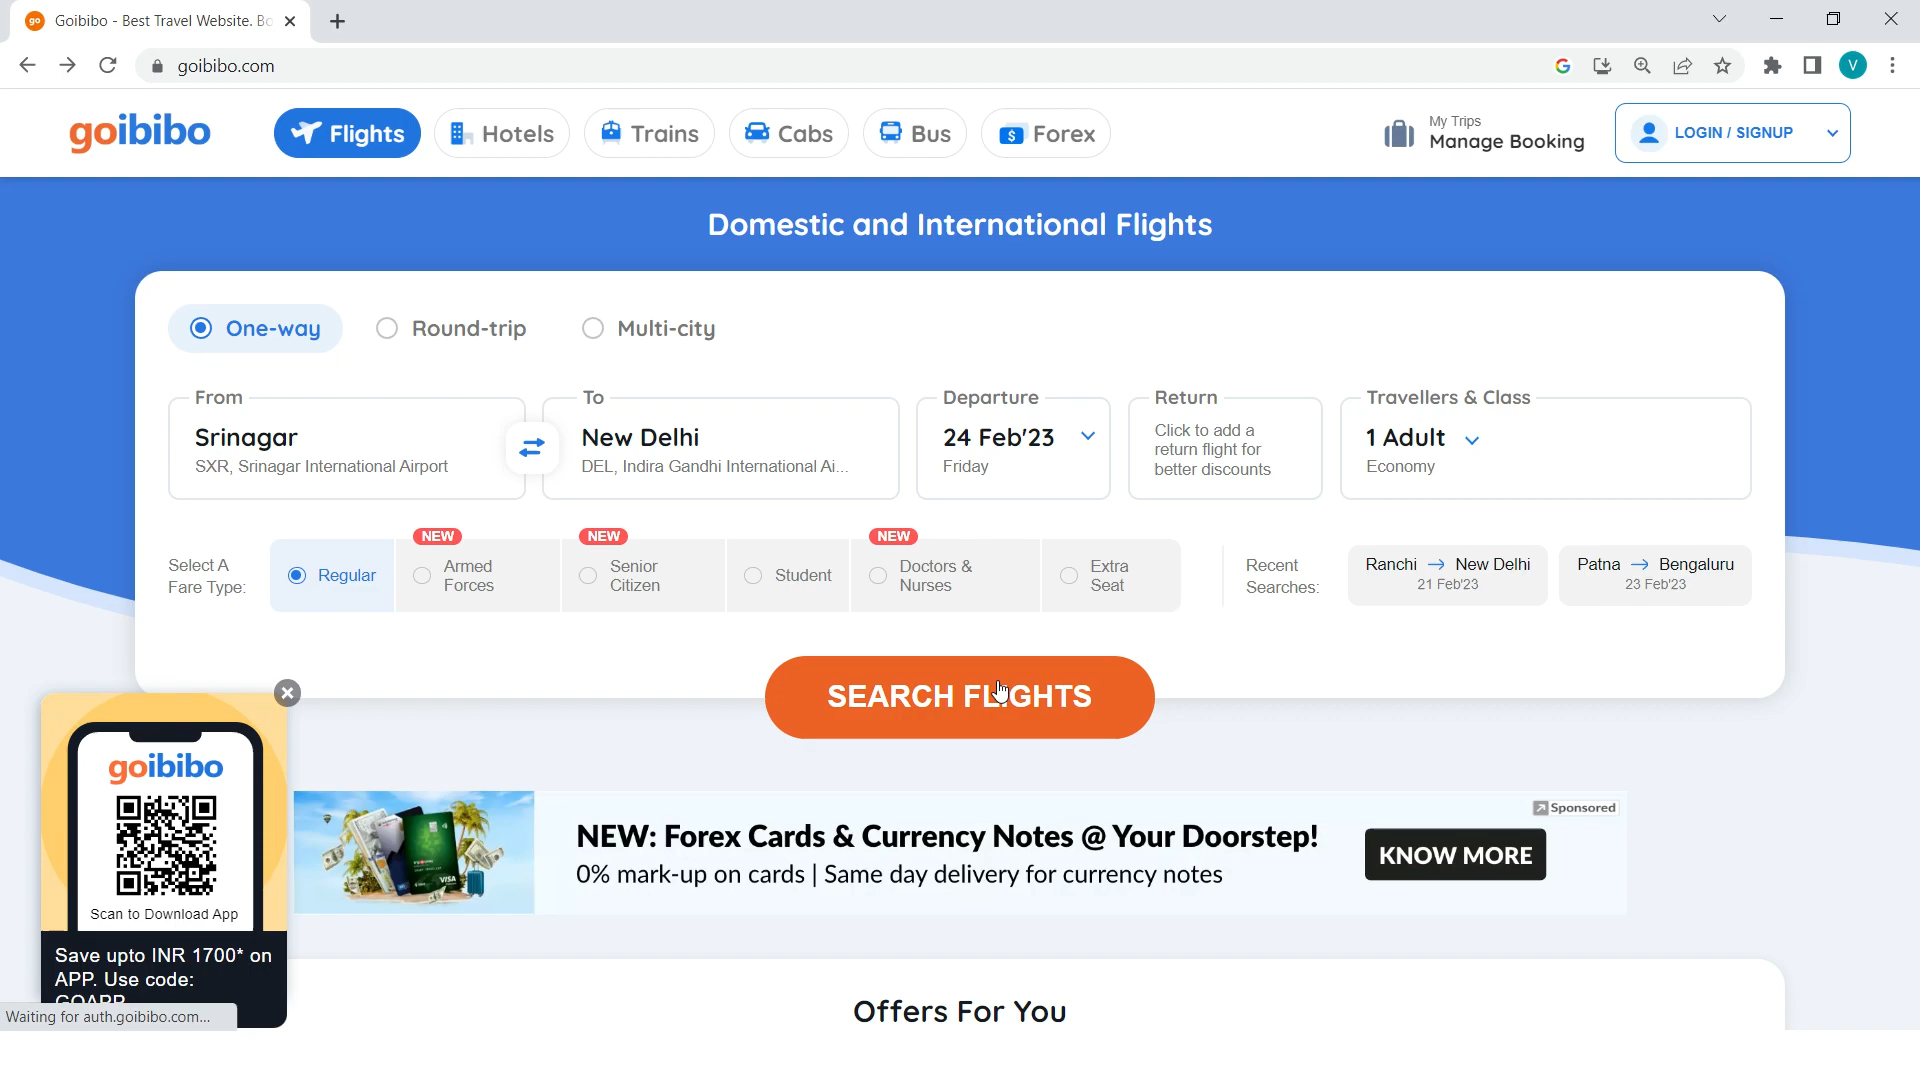 Goibibo - Best Travel Website. Bo
goibibo.com
V
goibibo
Flights
Hotels
Trains
Cabs
Bus
Forex
My Trips
Manage Booking
LOGIN / SIGNUP
Domestic and International Flights
One-way
Round-trip
Multi-city
From
Srinagar
SXR, Srinagar International Airport
To
New Delhi
DEL, Indira Gandhi International Ai...
Departure
24 Feb'23
Friday
Return
Click to add a
return flight for
better discounts
Travellers & Class
1 Adult
Economy
Select A
Fare Type:
Regular
NEW
Armed
Forces
NEW
Senior
Citizen
Student
NEW
Doctors &
Nurses
Extra
Seat
Recent
Searches:
Ranchi → New Delhi
21 Feb'23
Patna → Bengaluru
23 Feb'23
SEARCH FLIGHTS
goibibo
Scan to Download App
Save upto INR 1700* on
APP. Use code:
GOAPP
Waiting for auth.goibibo.com...
NEW: Forex Cards & Currency Notes @ Your Doorstep!
0% mark-up on cards | Same day delivery for currency notes
Sponsored
KNOW MORE
VISA
Offers For You